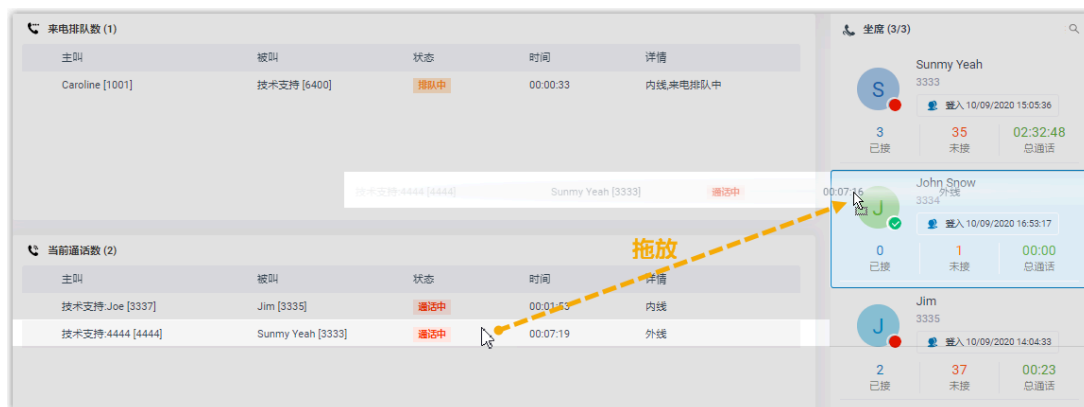 来电排队数 (1)
主叫 被叫 状态 时间 详情
Caroline [1001] 技术支持 [6400] 排队中 00:00:33 内线,来电排队中
技术支持:4444 [4444] Sunmy Yeah [3333] 通话中 00:07:16 外线
拖放
当前通话数 (2)
主叫 被叫 状态 时间 详情
技术支持:Joe [3337] Jim [3335] 通话中 00:01:53 内线
技术支持:4444 [4444] Sunmy Yeah [3333] 通话中 00:07:19 外线
坐席 (3/3)
S
Sunmy Yeah
3333
登入 10/09/2020 15:05:36
3 35 02:32:48
已接 未接 总通话
J
John Snow
3334
登入 10/09/2020 16:53:17
0 1 00:00
已接 未接 总通话
J
Jim
3335
登入 10/09/2020 14:04:33
2 37 00:23
已接 未接 总通话